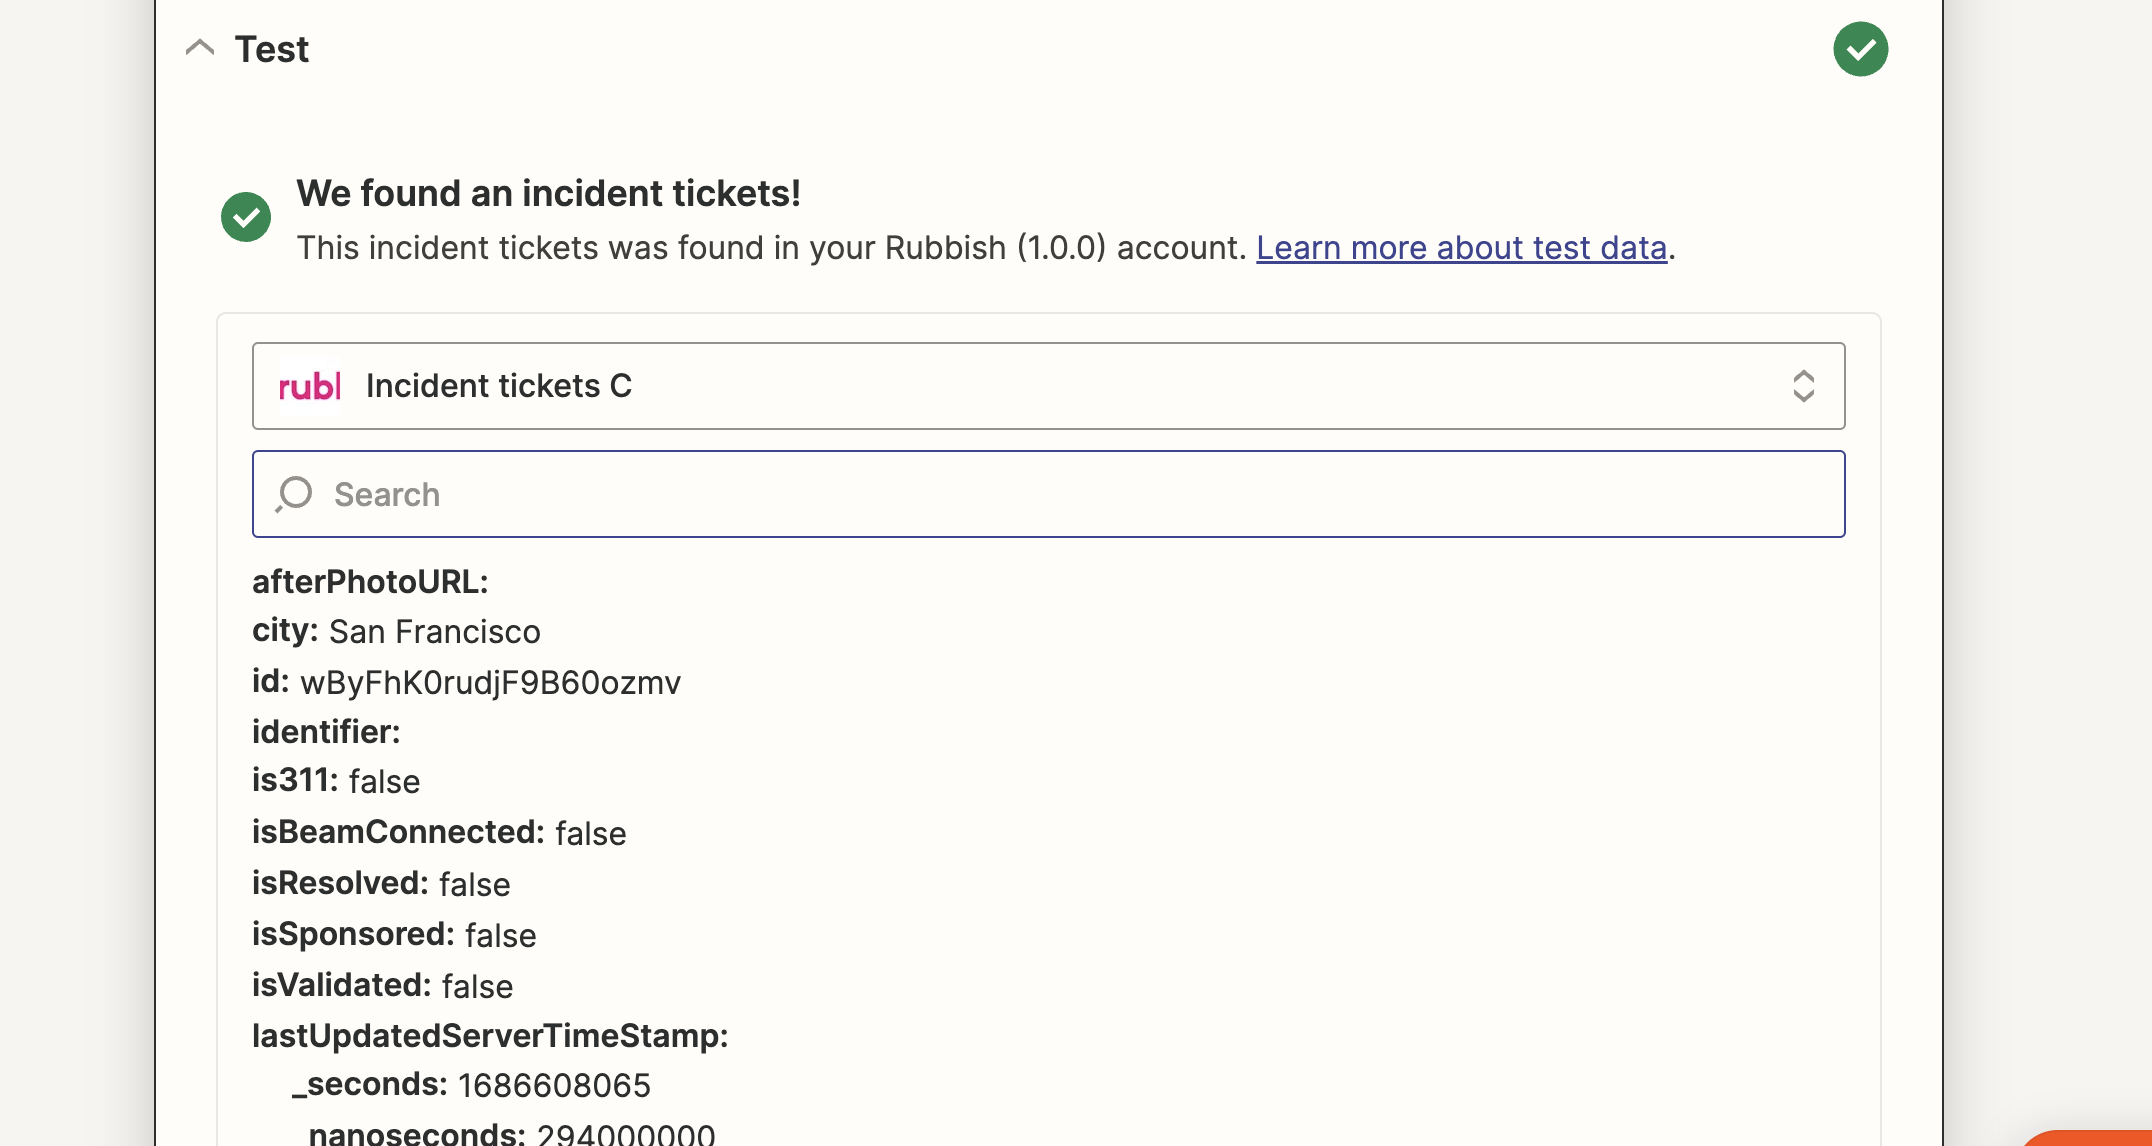 Test
We found an incident tickets!
This incident tickets was found in your Rubbish (1.0.0) account. Learn more about test data.
rubl Incident tickets C
Search
afterPhotoURL:
city: San Francisco
id: wByFhK0rudjF9B60ozmv
identifier:
is311: false
isBeamConnected: false
isResolved: false
isSponsored: false
isValidated: false
lastUpdatedServerTimeStamp:
_seconds: 1686608065
_nanoseconds: 294000000